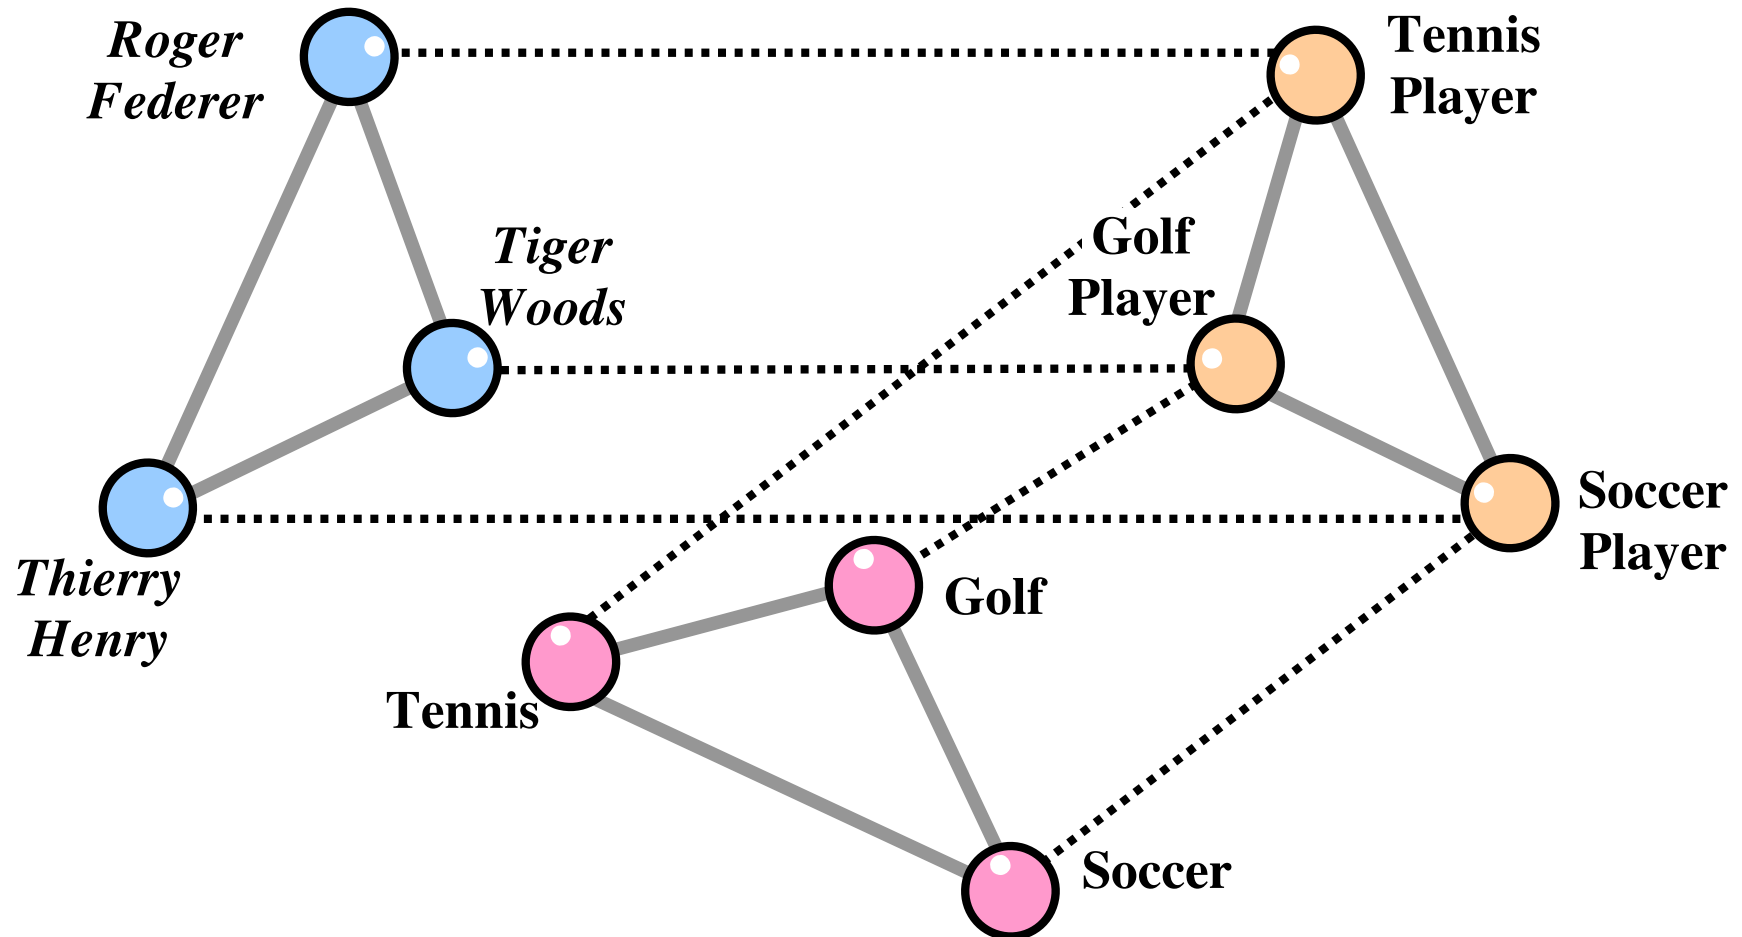 Roger
Federer
Tennis
Player
Tiger
Woods
Golf
Player
Thierry
Henry
Soccer
Player
Golf
Tennis
Soccer